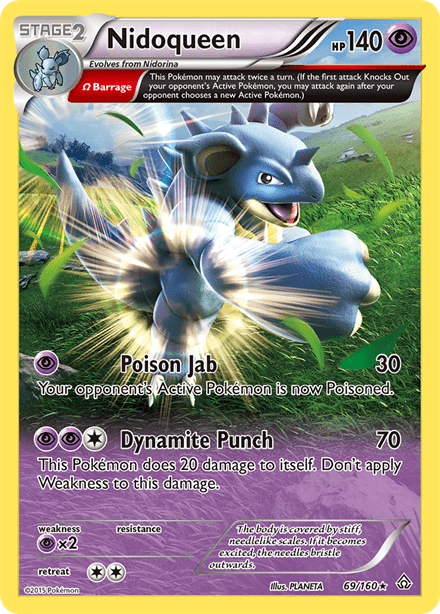 STAGE2
Nidoqueen
HP140
Evolves from Nidorina
Ω Barrage
This Pokémon may attack twice a turn. (If the first attack Knocks Out
your opponent's Active Pokémon, you may attack again after your
opponent chooses a new Active Pokémon.)
Poison Jab 30
Your opponent's Active Pokémon is now Poisoned.
Dynamite Punch 70
This Pokémon does 20 damage to itself. Don't apply
Weakness to this damage.
weakness resistance
×2
retreat
The body is covered by stiff,
needlelike scales. If it becomes
excited, the needles bristle
outwards.
©2015 Pokémon
Illus. PLANETA
69/160★